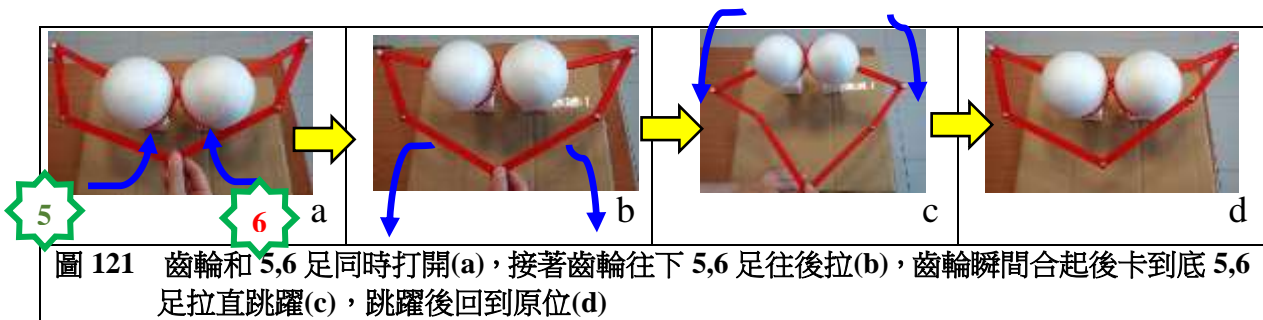 5
6
a
b
c
d
圖 121 齒輪和 5,6 足同時打開(a)，接著齒輪往下 5,6 足往後拉(b)，齒輪瞬間合起後卡到底 5,6
足拉直跳躍(c)，跳躍後回到原位(d)